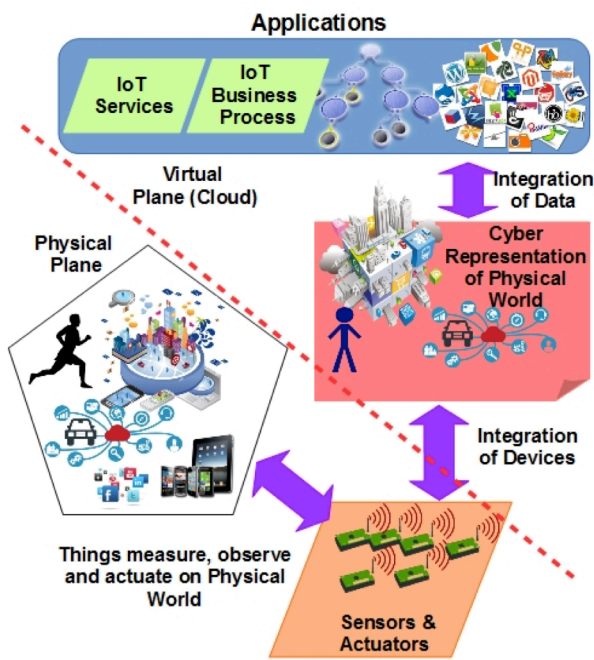 Applications
IoT
Services
IoT
Business
Process
Virtual
Plane (Cloud)
Integration
of Data
Physical
Plane
Cyber
Representation
of Physical
World
Integration
of Devices
Things measure, observe
and actuate on Physical
World
Sensors &
Actuators